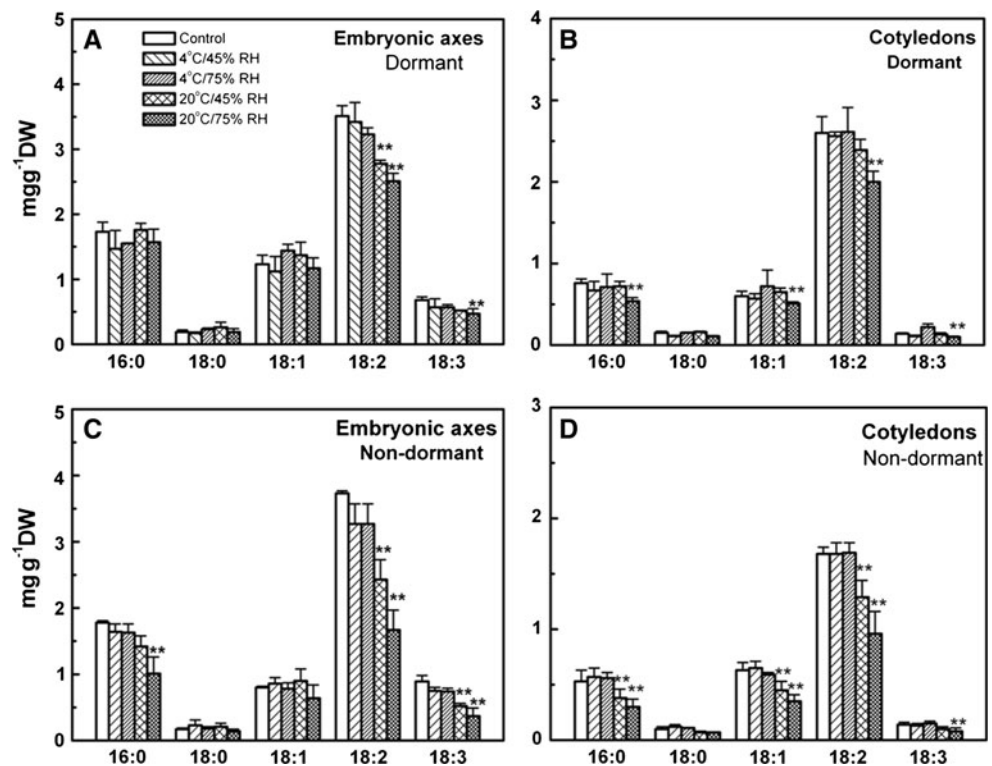 A
Control
4°C/45% RH
4°C/75% RH
20°C/45% RH
20°C/75% RH
Embryonic axes
Dormant
mgg⁻¹DW
5
4
3
2
1
0
** **
**
16:0 18:0 18:1 18:2 18:3
B
Cotyledons
Dormant
4
3
2
1
0
** ** ** **
16:0 18:0 18:1 18:2 18:3
C
Embryonic axes
Non-dormant
mg g⁻¹DW
5
4
3
2
1
0
** ** ** ** **
16:0 18:0 18:1 18:2 18:3
D
Cotyledons
Non-dormant
3
2
1
0
** ** ** ** ** ** **
16:0 18:0 18:1 18:2 18:3